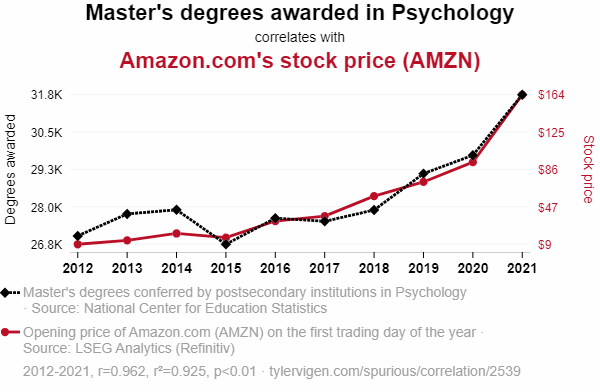 Master's degrees awarded in Psychology
correlates with
Amazon.com's stock price (AMZN)
Degrees awarded
31.8K
30.5K
29.3K
28.0K
26.8K
$164
$125
$86
$47
$9
Stock price
2012 2013 2014 2015 2016 2017 2018 2019 2020 2021
Master's degrees conferred by postsecondary institutions in Psychology
· Source: National Center for Education Statistics
Opening price of Amazon.com (AMZN) on the first trading day of the year ·
Source: LSEG Analytics (Refinitiv)
2012-2021, r=0.962, r²=0.925, p<0.01 · tylervigen.com/spurious/correlation/2539